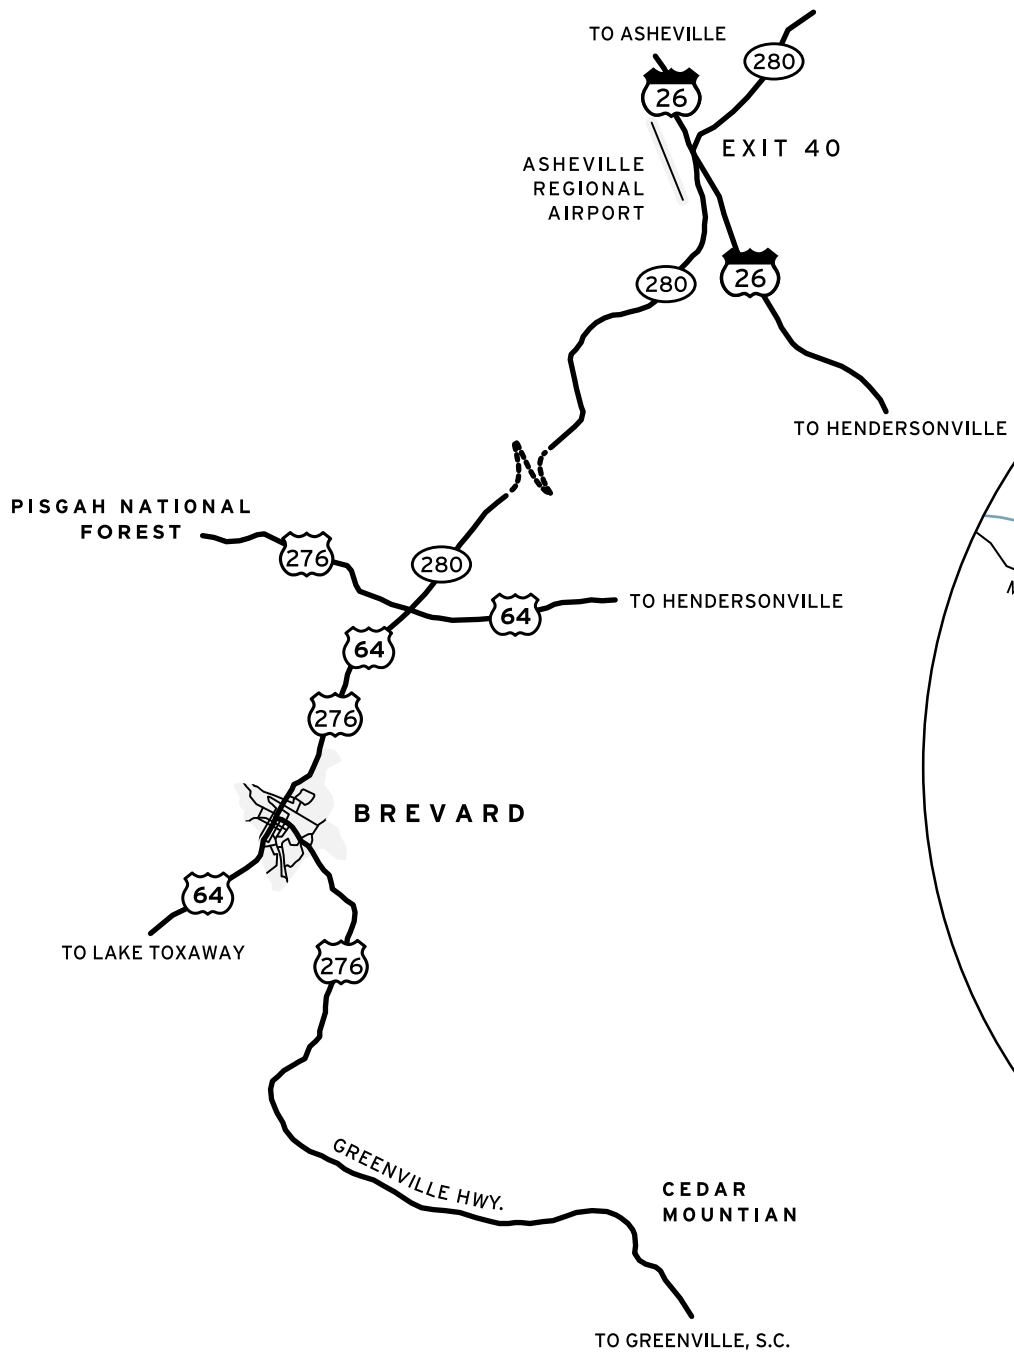 TO ASHEVILLE
280
26
EXIT 40
ASHEVILLE
REGIONAL
AIRPORT
26
280
TO HENDERSONVILLE
PISGAH NATIONAL
FOREST
276
280
64
TO HENDERSONVILLE
64
276
BREVARD
64
TO LAKE TOXAWAY
276
GREENVILLE HWY.
CEDAR
MOUNTIAN
TO GREENVILLE, S.C.